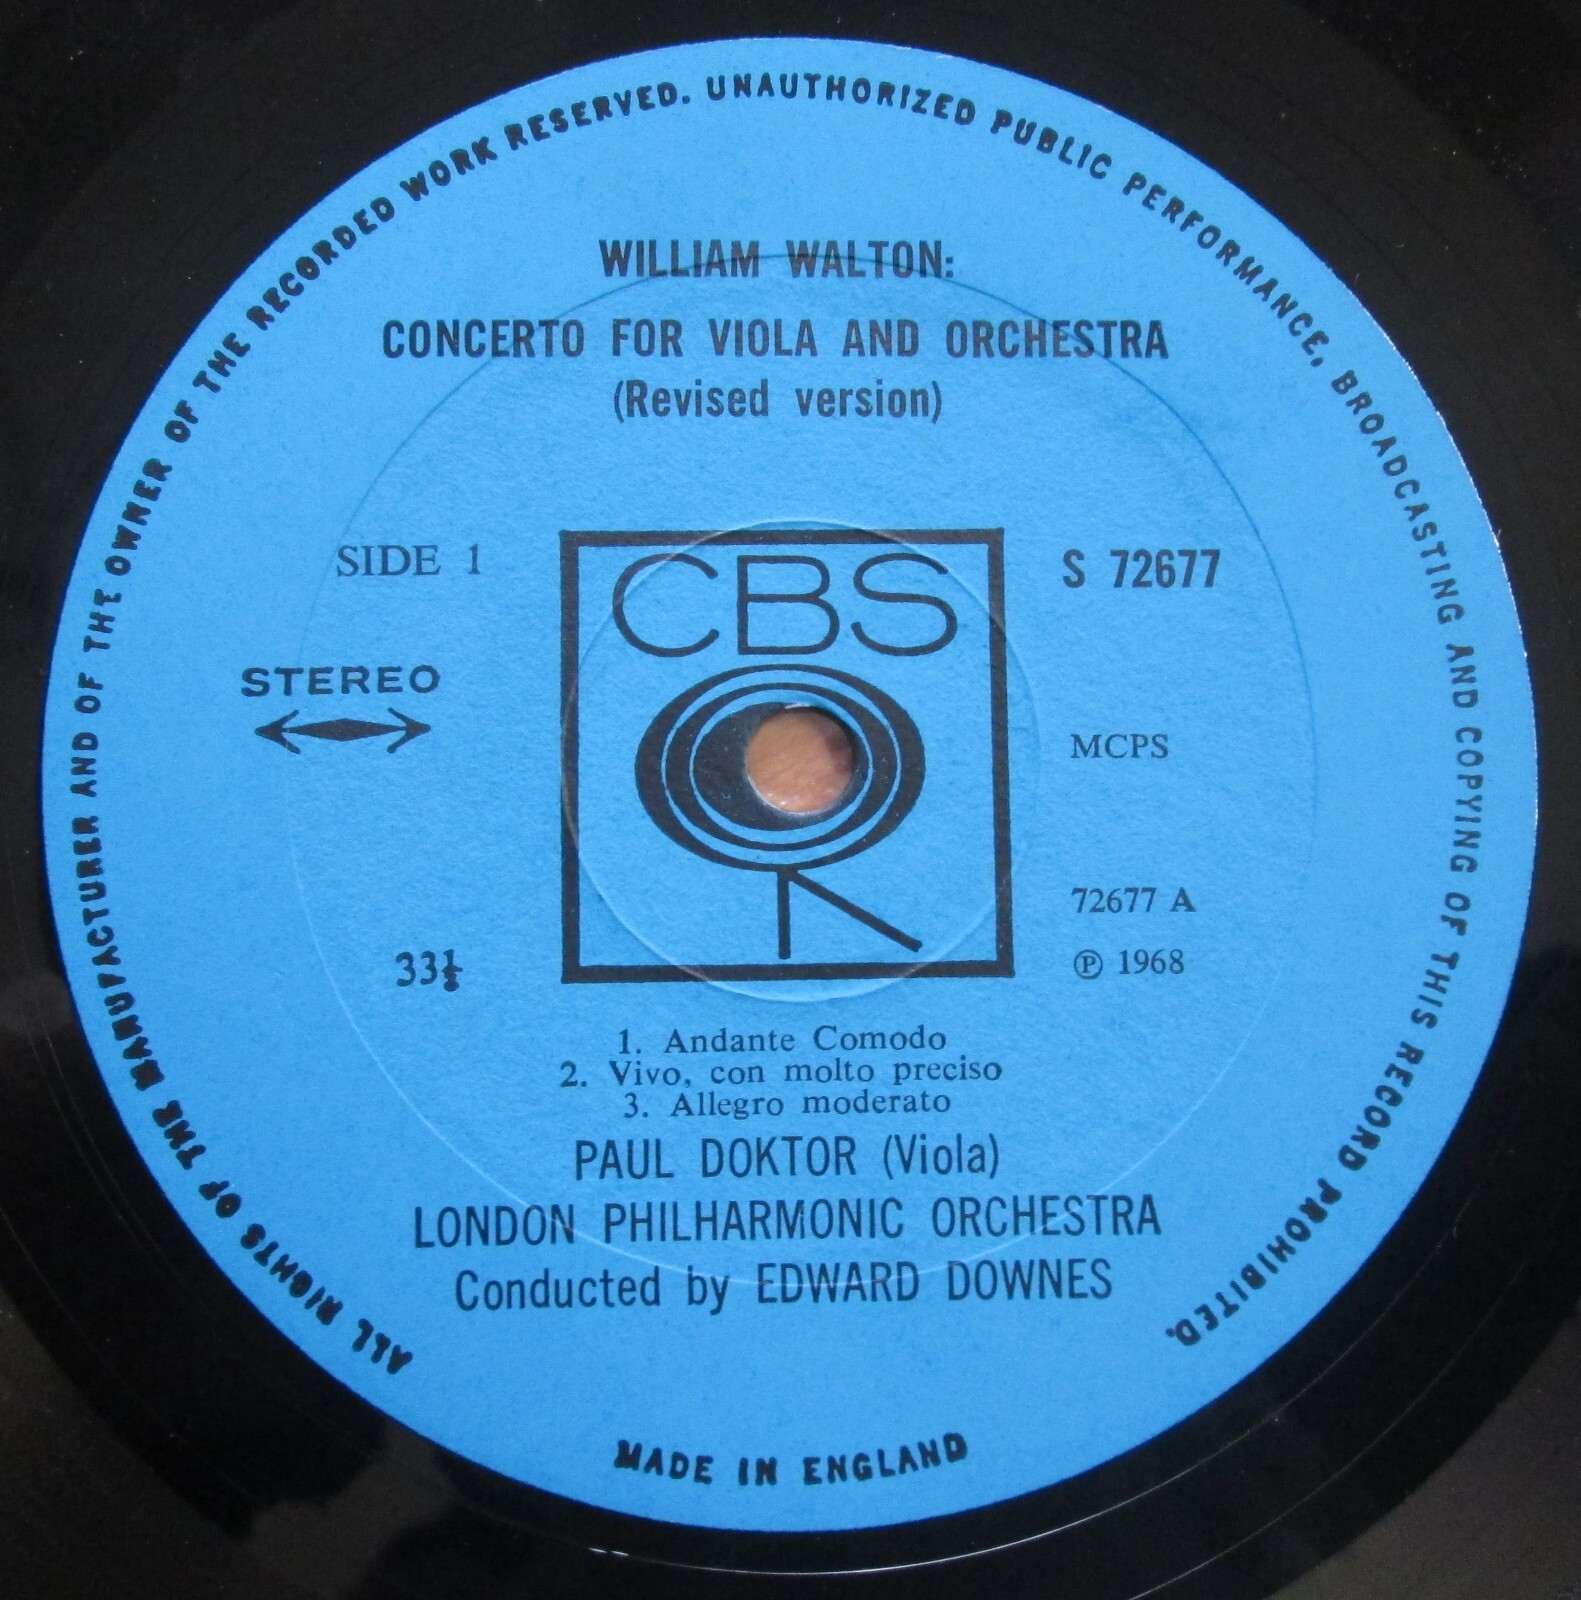 ALL RIGHTS OF THE MANUFACTURER AND OF THE OWNER OF THE RECORDED WORK RESERVED. UNAUTHORIZED PUBLIC PERFORMANCE, BROADCASTING AND COPYING OF THIS RECORD PROHIBITED.
WILLIAM WALTON:
CONCERTO FOR VIOLA AND ORCHESTRA
(Revised version)
SIDE 1
CBS
S 72677
STEREO
MCPS
72677 A
33⅓
℗ 1968
1. Andante Comodo
2. Vivo, con molto preciso
3. Allegro moderato
PAUL DOKTOR (Viola)
LONDON PHILHARMONIC ORCHESTRA
Conducted by EDWARD DOWNES
MADE IN ENGLAND